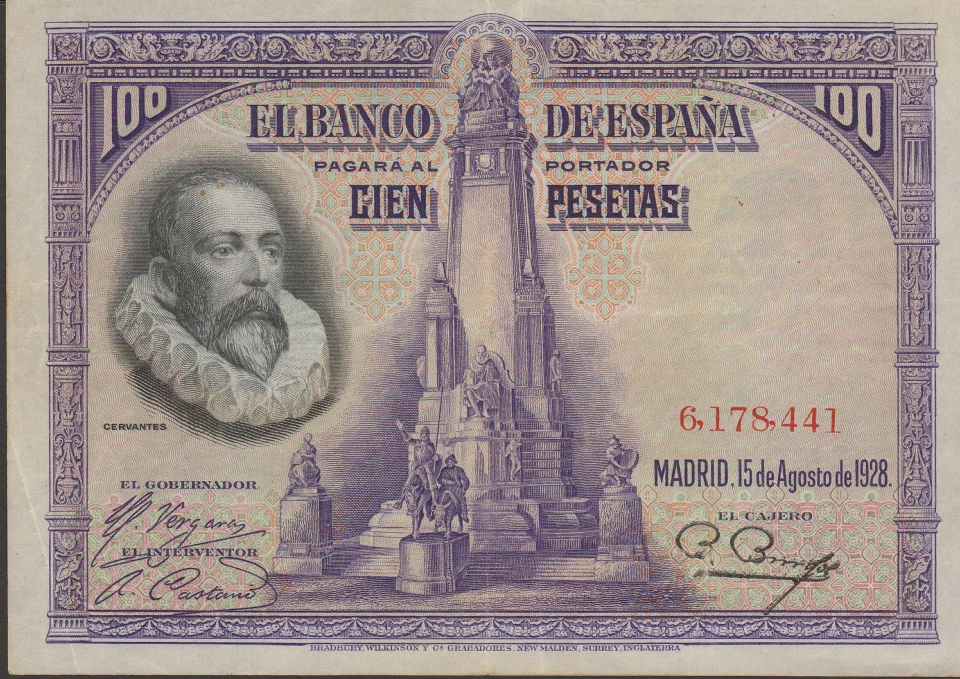 100 100
EL BANCO DE ESPAÑA
PAGARÁ AL PORTADOR
CIEN PESETAS
CERVANTES
6,178,441
MADRID, 15 de Agosto de 1928.
EL GOBERNADOR
EL INTERVENTOR
EL CAJERO
BRADBURY, WILKINSON Y Cª GRABADORES. NEW MALDEN, SURREY, INGLATERRA